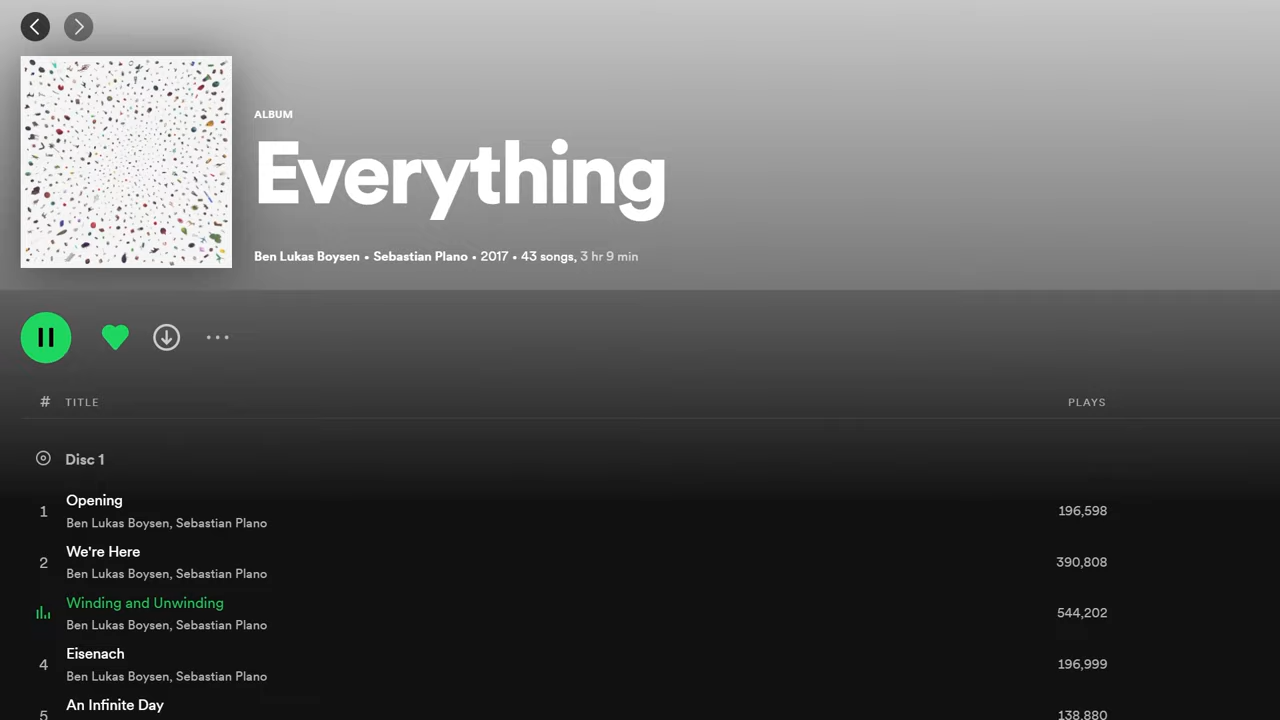 ALBUM
Everything
Ben Lukas Boysen • Sebastian Plano • 2017 • 43 songs, 3 hr 9 min
# TITLE PLAYS
Disc 1
1 Opening 196,598
Ben Lukas Boysen, Sebastian Plano
2 We're Here 390,808
Ben Lukas Boysen, Sebastian Plano
Winding and Unwinding 544,202
Ben Lukas Boysen, Sebastian Plano
4 Eisenach 196,999
Ben Lukas Boysen, Sebastian Plano
5 An Infinite Day 138,880